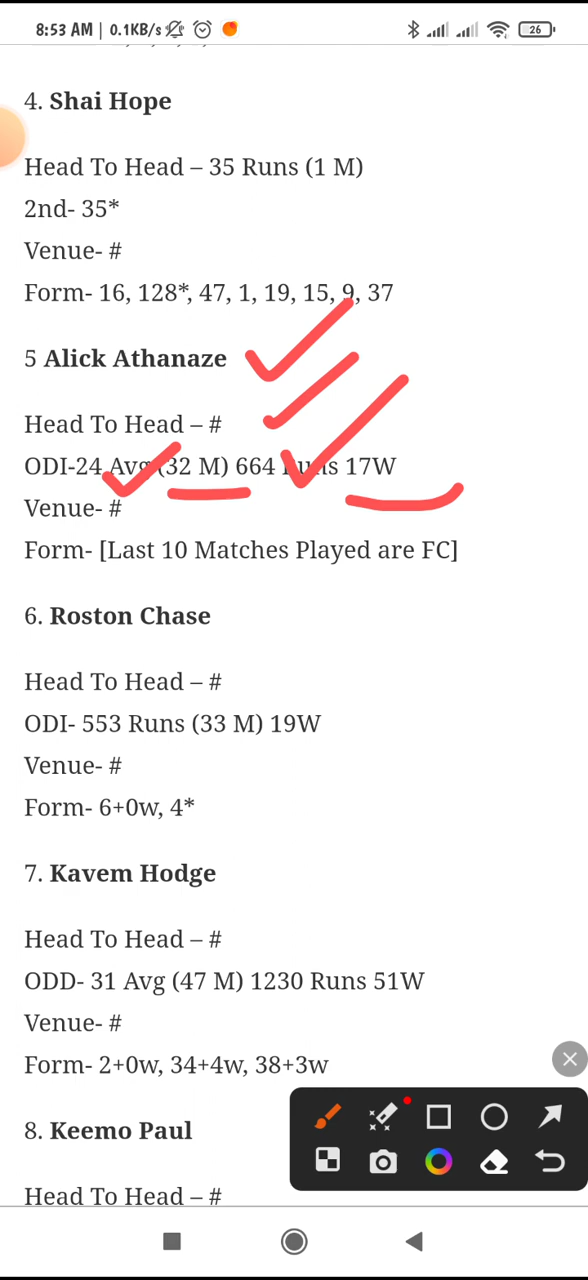 8:53 AM | 0.1KB/s
26
4. Shai Hope
Head To Head – 35 Runs (1 M)
2nd- 35*
Venue- #
Form- 16, 128*, 47, 1, 19, 15, 9, 37
5 Alick Athanaze
Head To Head – #
ODI-24 Avg (32 M) 664 Runs 17W
Venue- #
Form- [Last 10 Matches Played are FC]
6. Roston Chase
Head To Head – #
ODI- 553 Runs (33 M) 19W
Venue- #
Form- 6+0w, 4*
7. Kavem Hodge
Head To Head – #
ODD- 31 Avg (47 M) 1230 Runs 51W
Venue- #
Form- 2+0w, 34+4w, 38+3w
8. Keemo Paul
Head To Head – #